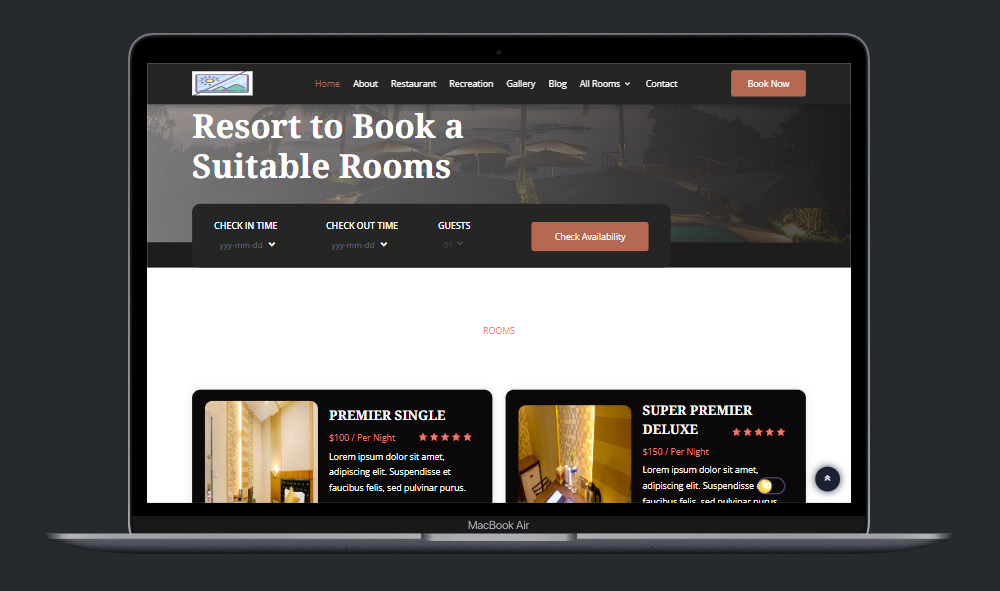 Home About Restaurant Recreation Gallery Blog All Rooms Contact Book Now
Resort to Book a
Suitable Rooms
CHECK IN TIME CHECK OUT TIME GUESTS
yyy-mm-dd yyy-mm-dd 01
Check Availability
ROOMS
PREMIER SINGLE
$100 / Per Night
Lorem ipsum dolor sit amet,
adipiscing elit. Suspendisse et
faucibus felis, sed pulvinar purus.
SUPER PREMIER
DELUXE
$150 / Per Night
Lorem ipsum dolor sit amet,
adipiscing elit. Suspendisse
faucibus felis, sed pulvinar purus
MacBook Air